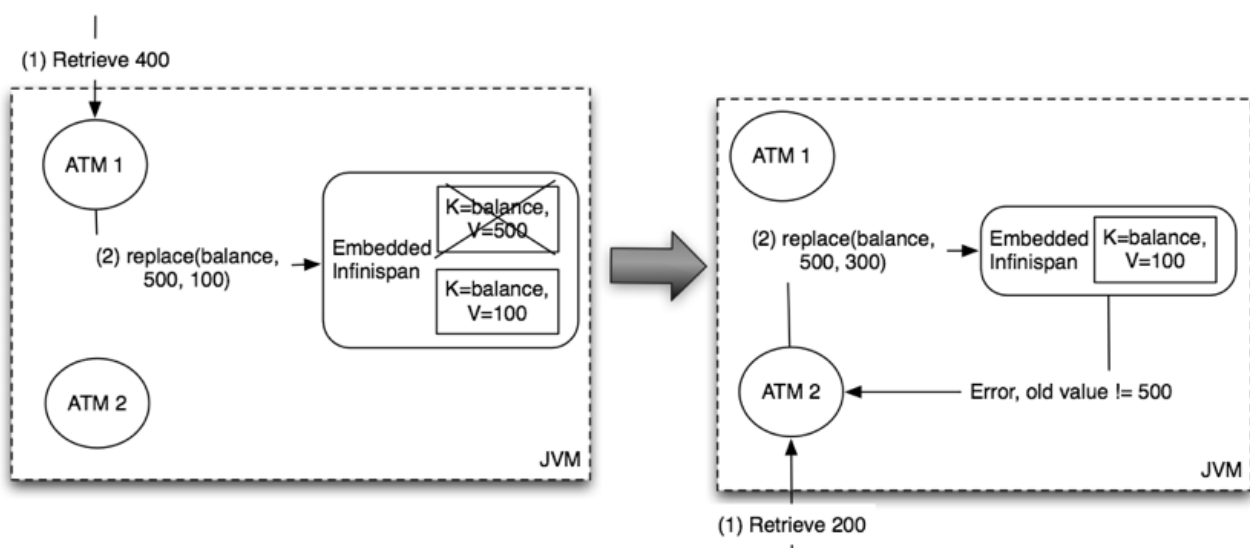 (1) Retrieve 400
ATM 1
(2) replace(balance,
500, 100)
Embedded
Infinispan
K=balance,
V=500
K=balance,
V=100
ATM 2
JVM
ATM 1
(2) replace(balance,
500, 300)
Embedded
Infinispan
K=balance,
V=100
ATM 2
Error, old value != 500
JVM
(1) Retrieve 200